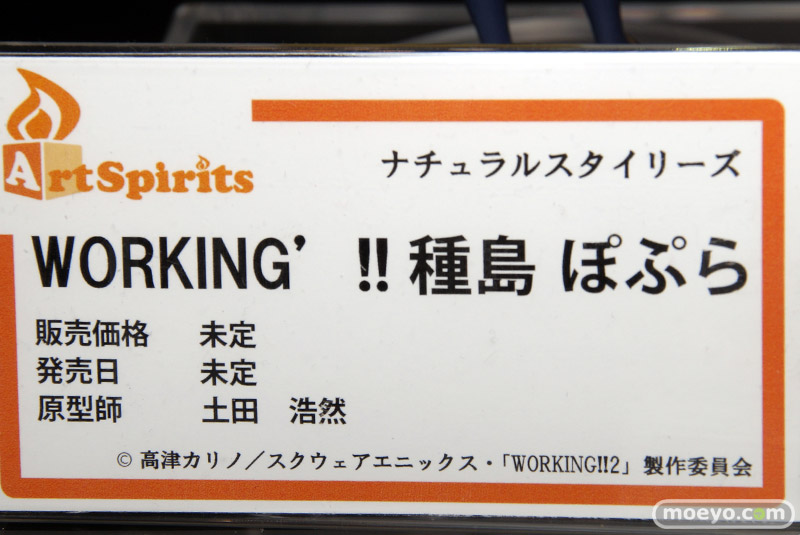 ArtSpirits
ナチュラルスタイリーズ
WORKING’!! 種島 ぽぷら
販売価格 未定
発売日 未定
原型師 土田 浩然
© 高津カリノ／スクウェアエニックス・「WORKING!!2」製作委員会
moeyo.com